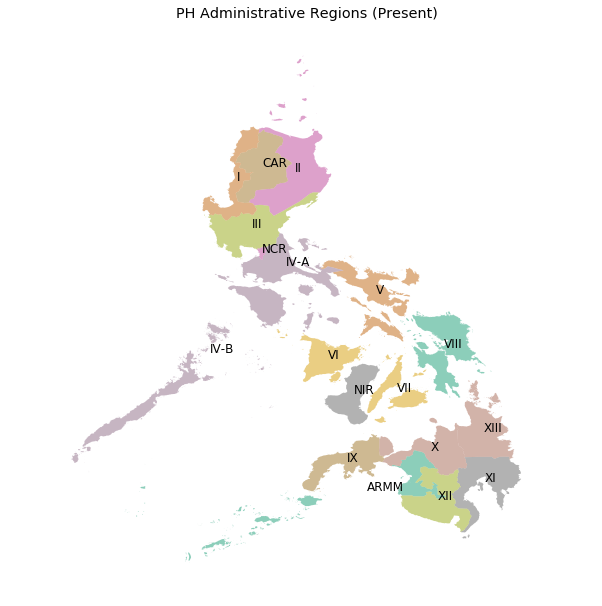 PH Administrative Regions (Present)
CAR
II
I
III
NCR
IV-A
V
VIII
IV-B
VI
NIR
VII
XIII
X
IX
XI
ARMM
XII